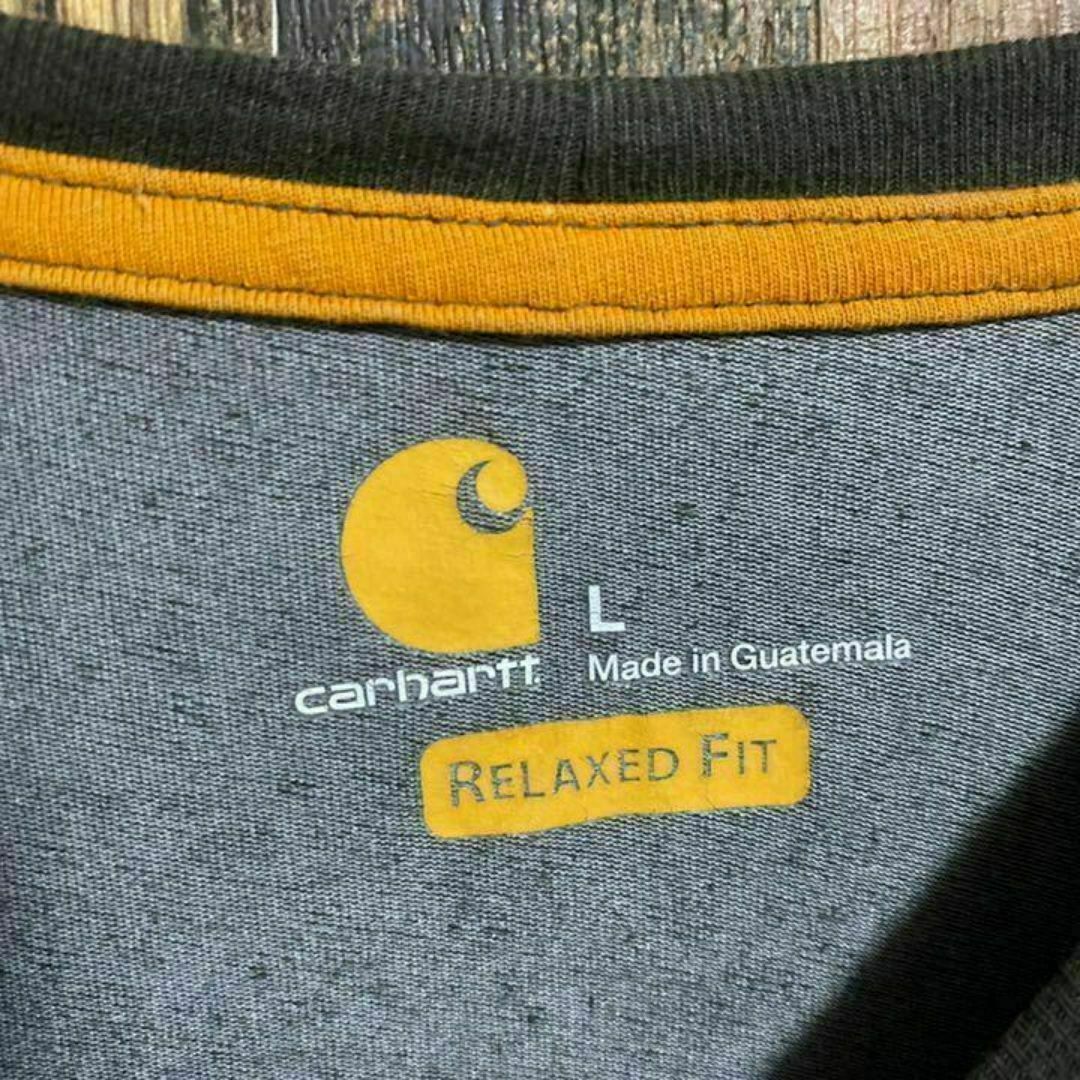 carhartt
L
Made in Guatemala
RELAXED FIT